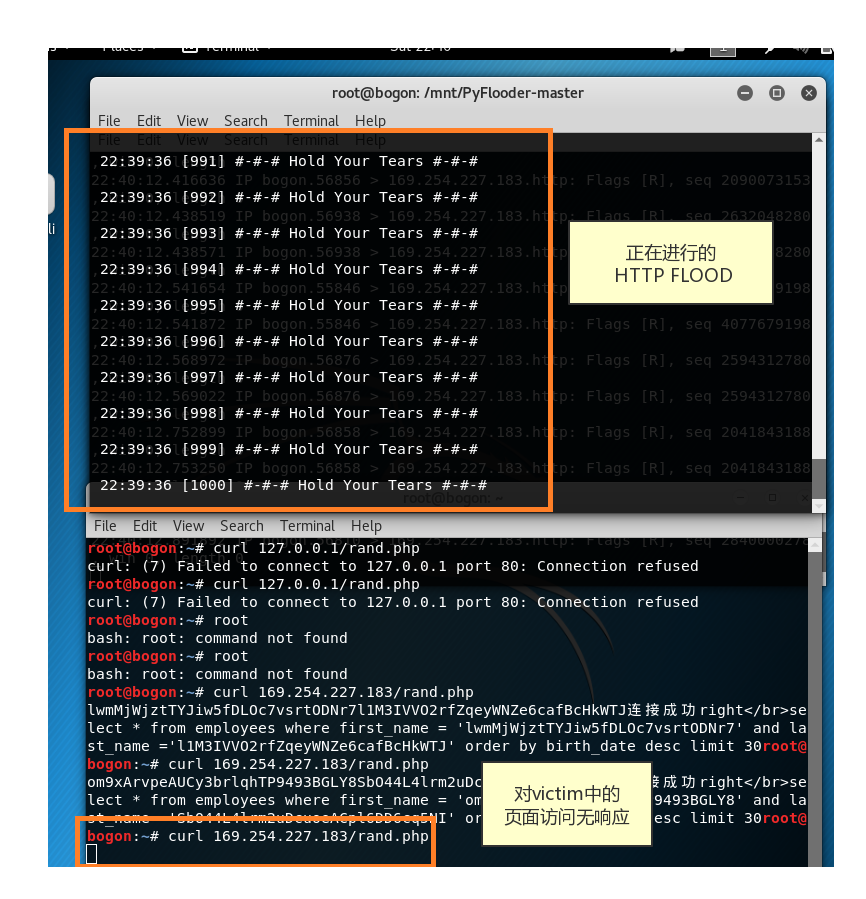 Places
Terminal
Sat 22:40
1
root@bogon: /mnt/PyFlooder-master
File Edit View Search Terminal Help
File Edit View Search Terminal Help
22:39:36 [991] #-#-# Hold Your Tears #-#-#
22:40:12.416636 IP bogon.56856 > 169.254.227.183.http: Flags [R], seq 2090073153
22:39:36 [992] #-#-# Hold Your Tears #-#-#
22:40:12.438519 IP bogon.56938 > 169.254.227.183.http: Flags [R], seq 2632048280
22:39:36 [993] #-#-# Hold Your Tears #-#-#
22:40:12.438571 IP bogon.56938 > 169.254.227.183.http:
22:39:36 [994] #-#-# Hold Your Tears #-#-#
22:40:12.541654 IP bogon.55846 > 169.254.227.183.http:
22:39:36 [995] #-#-# Hold Your Tears #-#-#
22:40:12.541872 IP bogon.55846 > 169.254.227.183.http: Flags [R], seq 4077679198
22:39:36 [996] #-#-# Hold Your Tears #-#-#
22:40:12.568972 IP bogon.56876 > 169.254.227.183.http: Flags [R], seq 2594312780
22:39:36 [997] #-#-# Hold Your Tears #-#-#
22:40:12.569022 IP bogon.56876 > 169.254.227.183.http: Flags [R], seq 2594312780
22:39:36 [998] #-#-# Hold Your Tears #-#-#
22:40:12.752899 IP bogon.56858 > 169.254.227.183.http: Flags [R], seq 2041843188
22:39:36 [999] #-#-# Hold Your Tears #-#-#
22:40:12.753250 IP bogon.56858 > 169.254.227.183.http: Flags [R], seq 2041843188
22:39:36 [1000] #-#-# Hold Your Tears #-#-#
正在进行的
HTTP FLOOD
root@bogon: ~
File Edit View Search Terminal Help
root@bogon:~# curl 127.0.0.1/rand.php
curl: (7) Failed to connect to 127.0.0.1 port 80: Connection refused
root@bogon:~# curl 127.0.0.1/rand.php
curl: (7) Failed to connect to 127.0.0.1 port 80: Connection refused
root@bogon:~# root
bash: root: command not found
root@bogon:~# root
bash: root: command not found
root@bogon:~# curl 169.254.227.183/rand.php
lwmMjWjztTYJiw5fDLOc7vsrtODNr7l1M3IVVO2rfZqeyWNZe6cafBcHkWTJ连接成功right</br>se
lect * from employees where first_name = 'lwmMjWjztTYJiw5fDLOc7vsrtODNr7' and la
st_name ='l1M3IVVO2rfZqeyWNZe6cafBcHkWTJ' order by birth_date desc limit 30root@
bogon:~# curl 169.254.227.183/rand.php
om9xArvpeAUCy3brlqhTP9493BGLY8SbO44L4lrm2uDc 接成功right</br>se
lect * from employees where first_name = 'om 9493BGLY8' and la
or esc limit 30root@
bogon:~# curl 169.254.227.183/rand.php
对victim中的
页面访问无响应